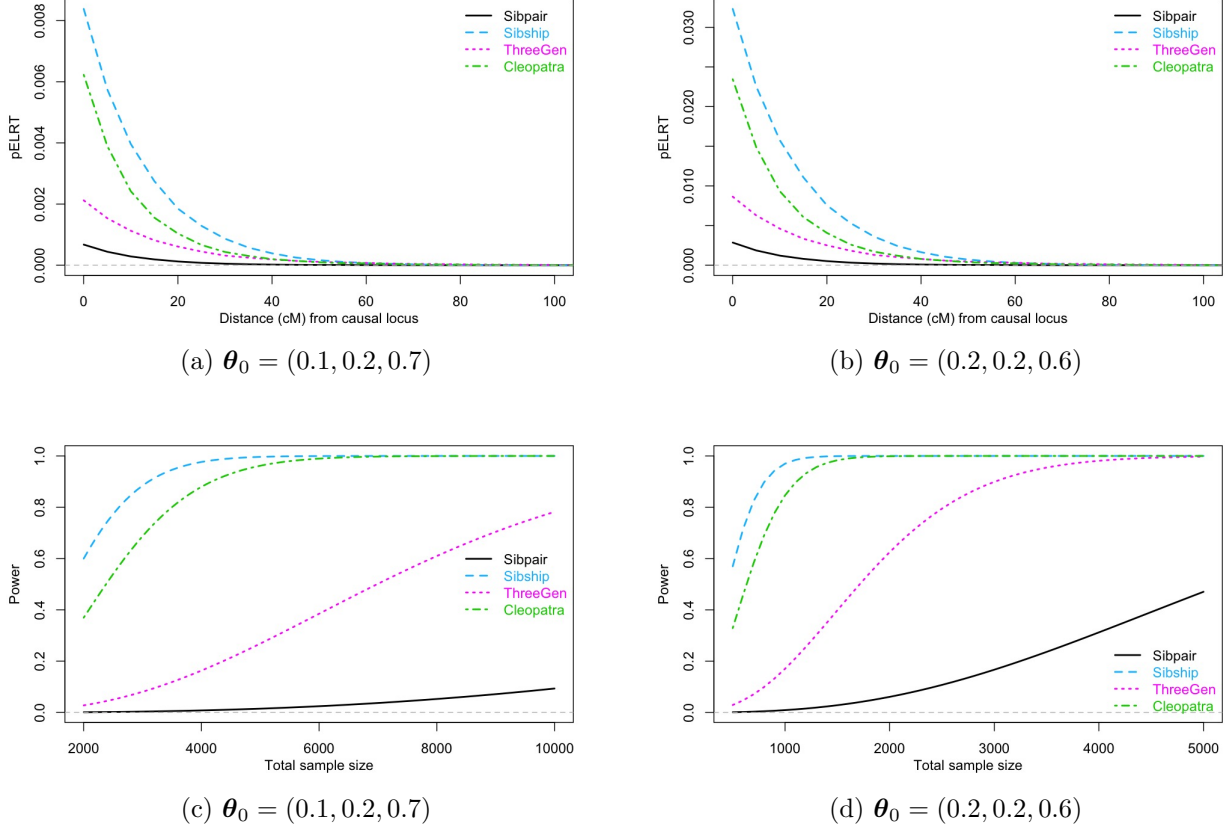 0.000 0.002 0.004 0.006 0.008
pELRT
Sibpair
Sibship
ThreeGen
Cleopatra
0 20 40 60 80 100
Distance (cM) from causal locus
(a) θ₀ = (0.1, 0.2, 0.7)
0.000 0.010 0.020 0.030
pELRT
Sibpair
Sibship
ThreeGen
Cleopatra
0 20 40 60 80 100
Distance (cM) from causal locus
(b) θ₀ = (0.2, 0.2, 0.6)
0.0 0.2 0.4 0.6 0.8 1.0
Power
Sibpair
Sibship
ThreeGen
Cleopatra
2000 4000 6000 8000 10000
Total sample size
(c) θ₀ = (0.1, 0.2, 0.7)
0.0 0.2 0.4 0.6 0.8 1.0
Power
Sibpair
Sibship
ThreeGen
Cleopatra
1000 2000 3000 4000 5000
Total sample size
(d) θ₀ = (0.2, 0.2, 0.6)